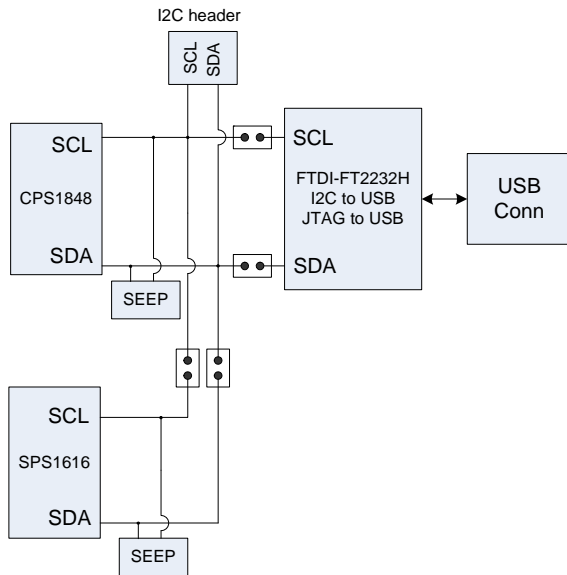 I2C header
SCL
SDA
SCL
CPS1848
SDA
SEEP
SCL
FTDI-FT2232H
I2C to USB
JTAG to USB
SDA
USB
Conn
SCL
SPS1616
SDA
SEEP